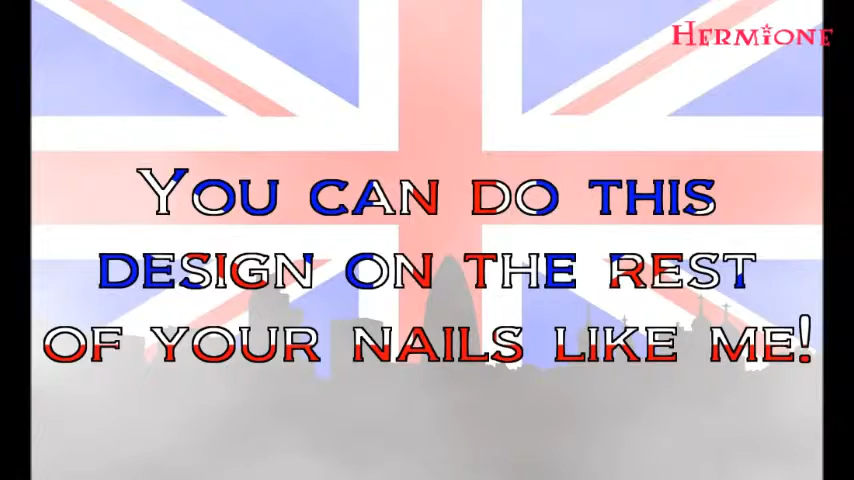 Hermione
You can do this
design on the rest
of your nails like me!